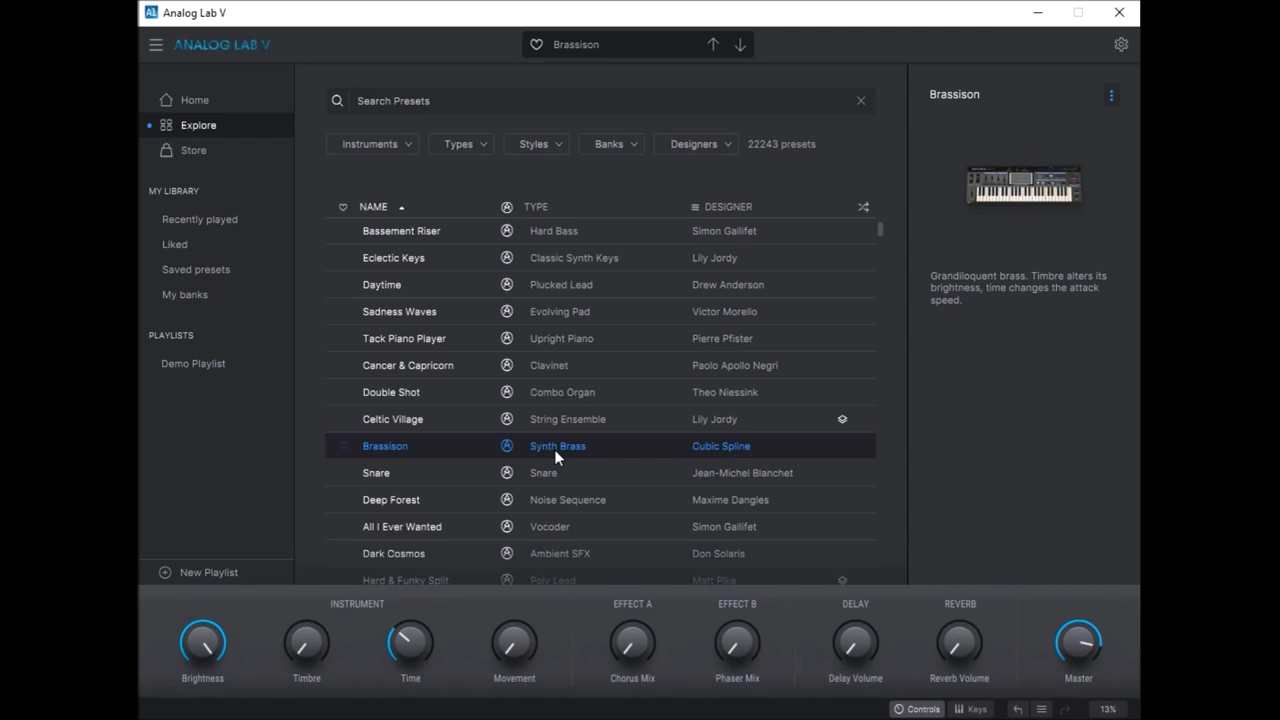 Analog Lab V
ANALOG LAB V
Brassison
Home
Explore
Store
MY LIBRARY
Recently played
Liked
Saved presets
My banks
PLAYLISTS
Demo Playlist
New Playlist
Search Presets
Instruments Types Styles Banks Designers 22243 presets
NAME TYPE DESIGNER
Bassement Riser Hard Bass Simon Gallifet
Eclectic Keys Classic Synth Keys Lily Jordy
Daytime Plucked Lead Drew Anderson
Sadness Waves Evolving Pad Victor Morello
Tack Piano Player Upright Piano Pierre Pfister
Cancer & Capricorn Clavinet Paolo Apollo Negri
Double Shot Combo Organ Theo Niessink
Celtic Village String Ensemble Lily Jordy
Brassison Synth Brass Cubic Spline
Snare Snare Jean-Michel Blanchet
Deep Forest Noise Sequence Maxime Dangles
All I Ever Wanted Vocoder Simon Gallifet
Dark Cosmos Ambient SFX Don Solaris
Hard & Funky Split Poly Lead Matt Pike
Brassison
Grandiloquent brass. Timbre alters its
brightness, time changes the attack
speed.
INSTRUMENT EFFECT A EFFECT B DELAY REVERB
Brightness Timbre Time Movement Chorus Mix Phaser Mix Delay Volume Reverb Volume Master
Controls Keys 13%